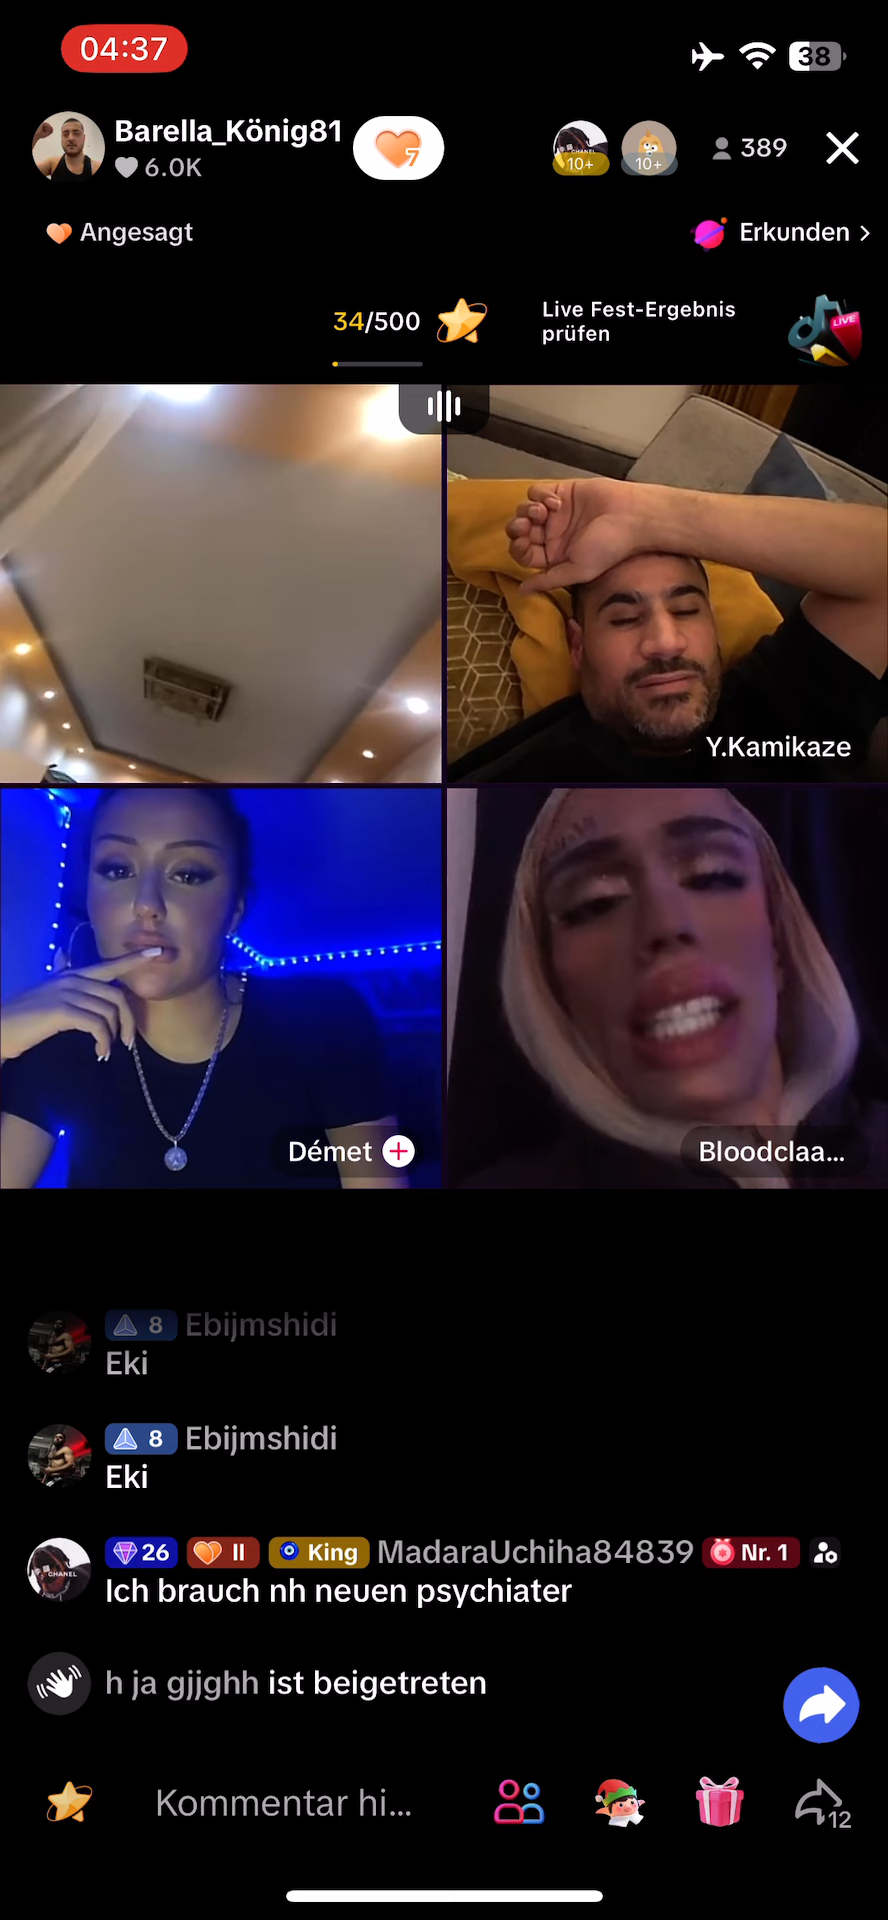 04:37
38
Barella_König81
6.0K
7
10+
10+
389
Angesagt
Erkunden >
34/500
Live Fest-Ergebnis
prüfen
LIVE
Y.Kamikaze
Démet
Bloodclaa...
8 Ebijmshidi
Eki
8 Ebijmshidi
Eki
26 II King MadaraUchiha84839 Nr. 1
Ich brauch nh neuen psychiater
h ja gjjghh ist beigetreten
Kommentar hi...
12
CHANEL